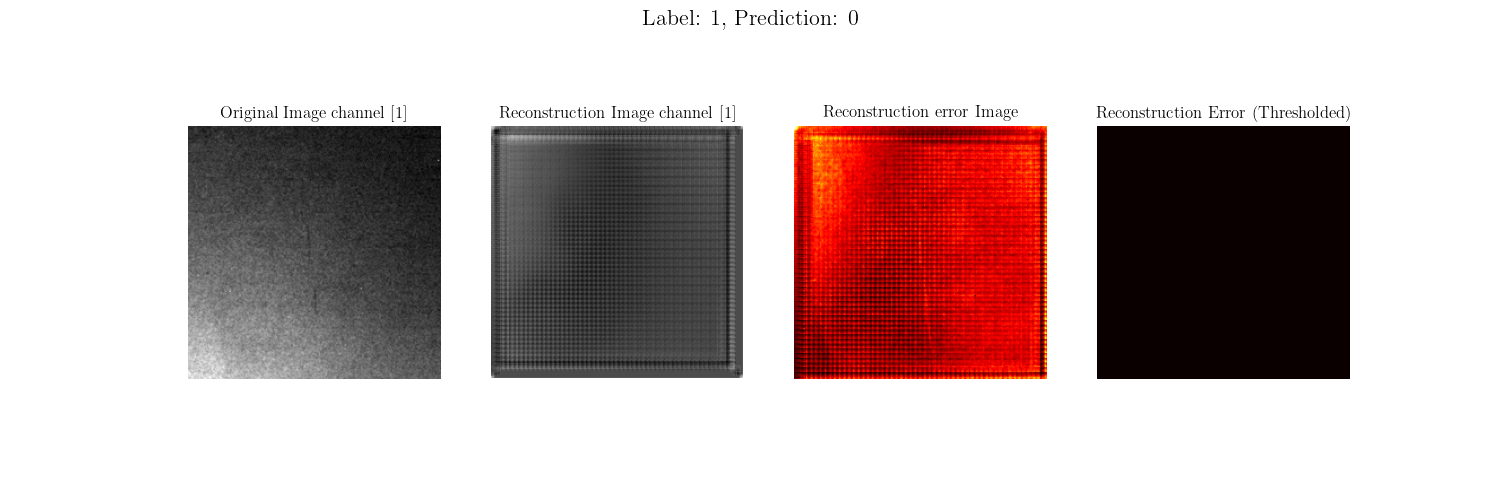 Label: 1, Prediction: 0
Original Image channel [1]
Reconstruction Image channel [1]
Reconstruction error Image
Reconstruction Error (Thresholded)